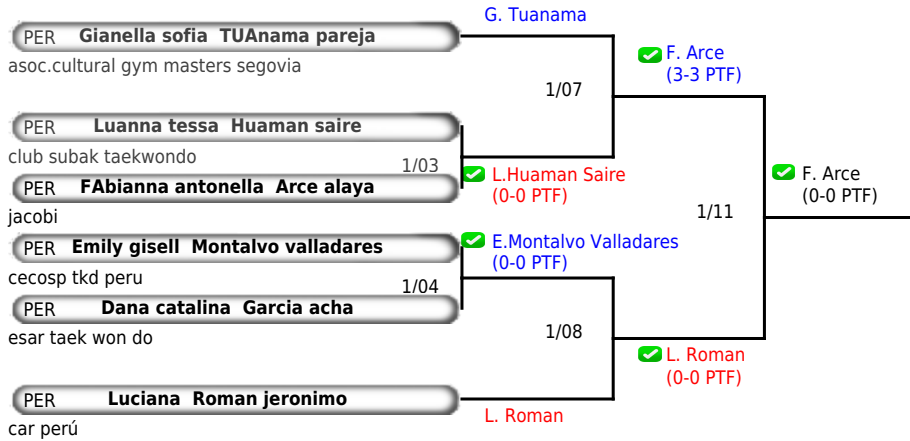 G. Tuanama
PER Gianella sofia TUAnama pareja
asoc.cultural gym masters segovia
F. Arce
(3-3 PTF)
1/07
PER Luanna tessa Huaman saire
club subak taekwondo
1/03
L.Huaman Saire
(0-0 PTF)
PER FAbianna antonella Arce alaya
jacobi
F. Arce
(0-0 PTF)
1/11
PER Emily gisell Montalvo valladares
cecosp tkd peru
E.Montalvo Valladares
(0-0 PTF)
1/04
PER Dana catalina Garcia acha
esar taek won do
1/08
L. Roman
(0-0 PTF)
PER Luciana Roman jeronimo
car perú
L. Roman